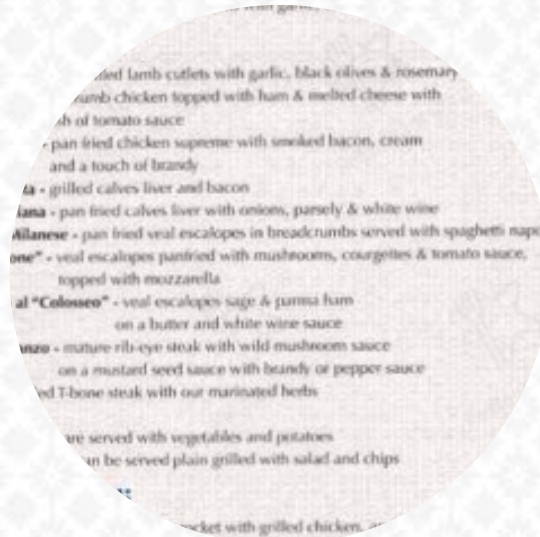 lamb cutlets with garlic, black olives & rosemary
chicken topped with ham & melted cheese with
of tomato sauce
- pan fried chicken supreme with smoked bacon, cream
and a touch of brandy
- grilled calves liver and bacon
- pan fried calves liver with onions, parsely & white wine
Milanese - pan fried veal escalopes in breadcrumbs served with spaghetti
- veal escalopes panfried with mushrooms, courgettes & tomato sauce,
topped with mozzarella
al "Colosseo" - veal escalopes sage & parma ham
on a butter and white wine sauce
- mature rib-eye steak with wild mushroom sauce
on a mustard seed sauce with brandy or pepper sauce
T-bone steak with our marinated herbs
are served with vegetables and potatoes
be served plain grilled with salad and chips
with grilled chicken,